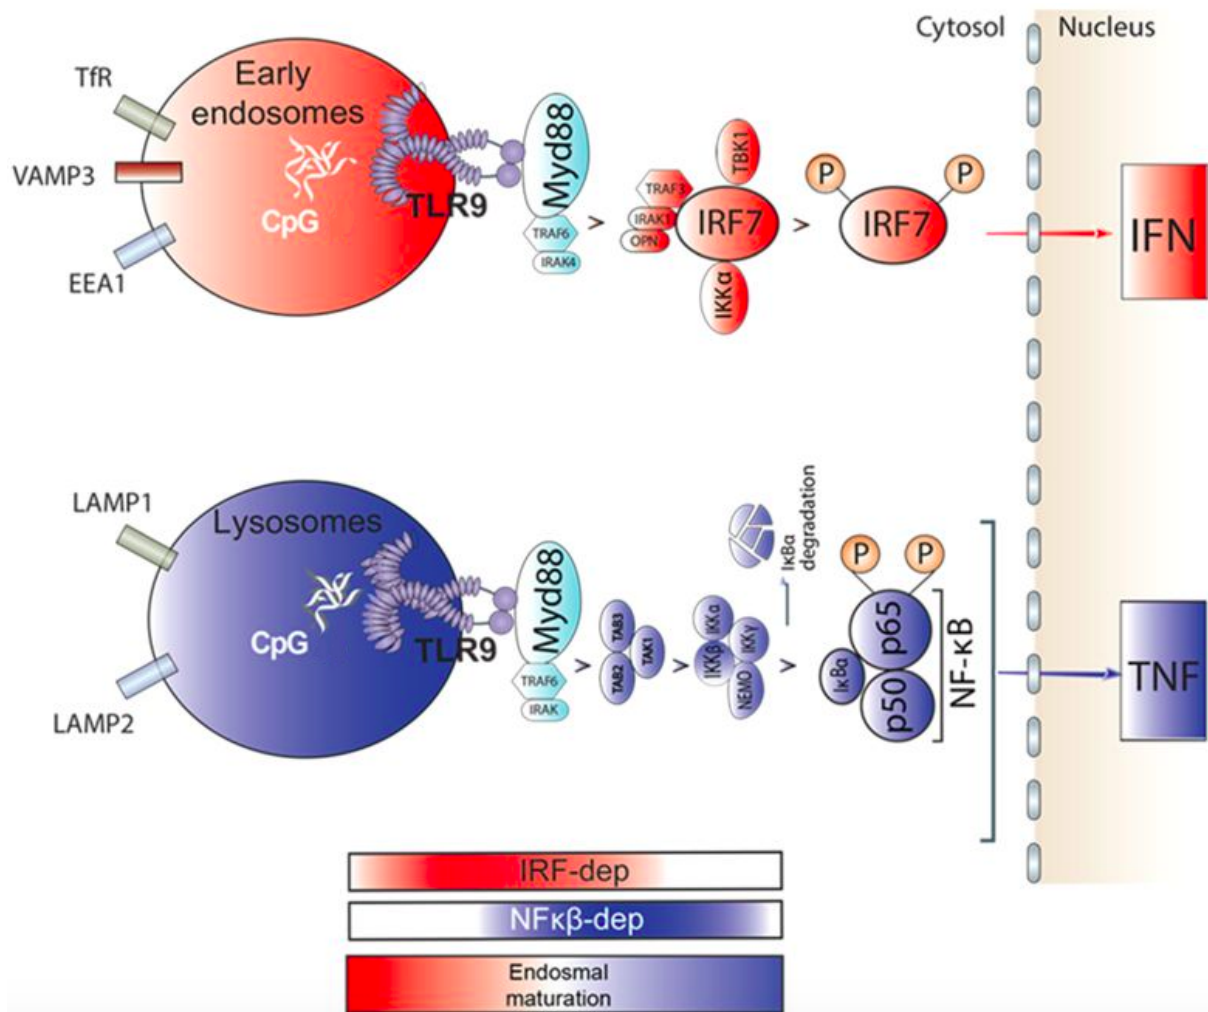 Cytosol
Nucleus
TfR
VAMP3
EEA1
Early
endosomes
CpG
TLR9
Myd88
TRAF6
IRAK4
TRAF3
IRAK1
OPN
TBK1
IRF7
IKKα
P
P
IRF7
IFN
LAMP1
LAMP2
Lysosomes
CpG
TLR9
Myd88
TRAF6
IRAK
TAB3
TAK1
TAB2
IKKα
IKKβ
IKKγ
NEMO
IκBα
degradation
P
P
p65
IκBα
p50
NF-κB
TNF
IRF-dep
NFκβ-dep
Endosmal
maturation